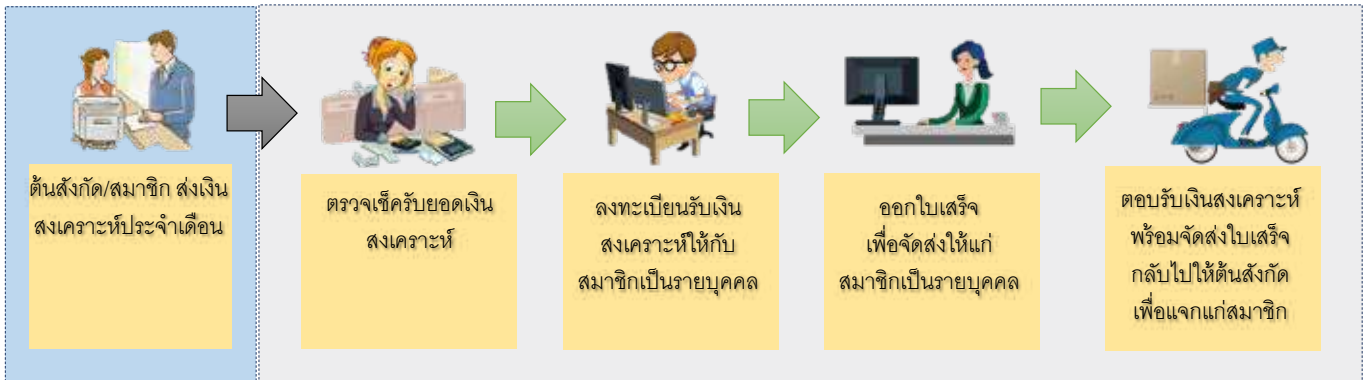 ต้นสังกัด/สมาชิก ส่งเงิน
สงเคราะห์ประจำเดือน
ตรวจเช็ครับยอดเงิน
สงเคราะห์
ลงทะเบียนรับเงิน
สงเคราะห์ให้กับ
สมาชิกเป็นรายบุคคล
ออกใบเสร็จ
เพื่อจัดส่งให้แก่
สมาชิกเป็นรายบุคคล
ตอบรับเงินสงเคราะห์
พร้อมจัดส่งใบเสร็จ
กลับไปให้ต้นสังกัด
เพื่อแจกแก่สมาชิก